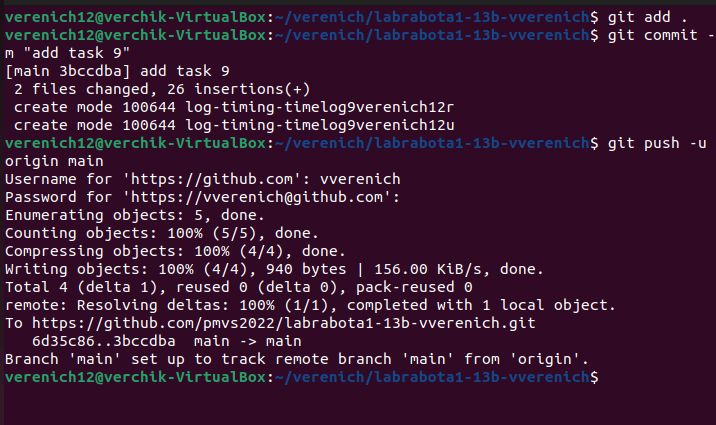 verenich12@verchik-VirtualBox:~/verenich/labrabota1-13b-vverenich$ git add .
verenich12@verchik-VirtualBox:~/verenich/labrabota1-13b-vverenich$ git commit -
m "add task 9"
[main 3bccdba] add task 9
 2 files changed, 26 insertions(+)
 create mode 100644 log-timing-timelog9verenich12r
 create mode 100644 log-timing-timelog9verenich12u
verenich12@verchik-VirtualBox:~/verenich/labrabota1-13b-vverenich$ git push -u
origin main
Username for 'https://github.com': vverenich
Password for 'https://vverenich@github.com':
Enumerating objects: 5, done.
Counting objects: 100% (5/5), done.
Compressing objects: 100% (4/4), done.
Writing objects: 100% (4/4), 940 bytes | 156.00 KiB/s, done.
Total 4 (delta 1), reused 0 (delta 0), pack-reused 0
remote: Resolving deltas: 100% (1/1), completed with 1 local object.
To https://github.com/pmvs2022/labrabota1-13b-vverenich.git
   6d35c86..3bccdba  main -> main
Branch 'main' set up to track remote branch 'main' from 'origin'.
verenich12@verchik-VirtualBox:~/verenich/labrabota1-13b-vverenich$